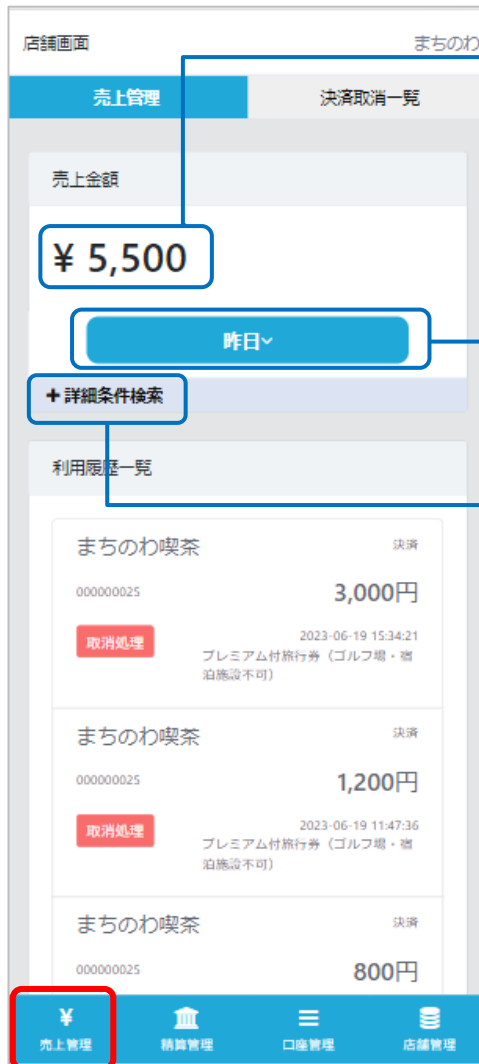 店舗画面 まちのわ
売上管理 決済取消一覧
売上金額
¥ 5,500
昨日
+ 詳細条件検索
利用履歴一覧
まちのわ喫茶 決済
000000025 3,000円
取消処理 2023-06-19 15:34:21
プレミアム付旅行券（ゴルフ場・宿
泊施設不可）
まちのわ喫茶 決済
000000025 1,200円
取消処理 2023-06-19 11:47:36
プレミアム付旅行券（ゴルフ場・宿
泊施設不可）
まちのわ喫茶 決済
000000025 800円
¥
売上管理 精算管理 口座管理 店舗管理